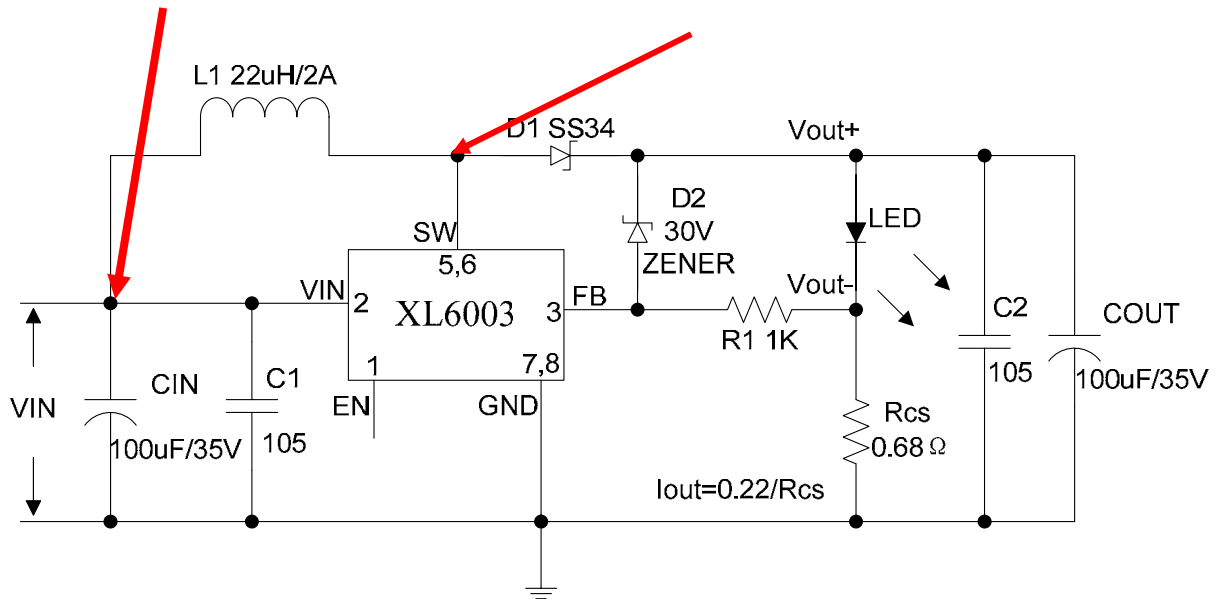 L1 22uH/2A
D1 SS34
Vout+
D2
30V
ZENER
LED
SW
5,6
VIN
2
XL6003
3
FB
Vout-
R1 1K
1
7,8
EN
GND
VIN
CIN
100uF/35V
C1
105
C2
105
COUT
100uF/35V
Rcs
0.68Ω
Iout=0.22/Rcs